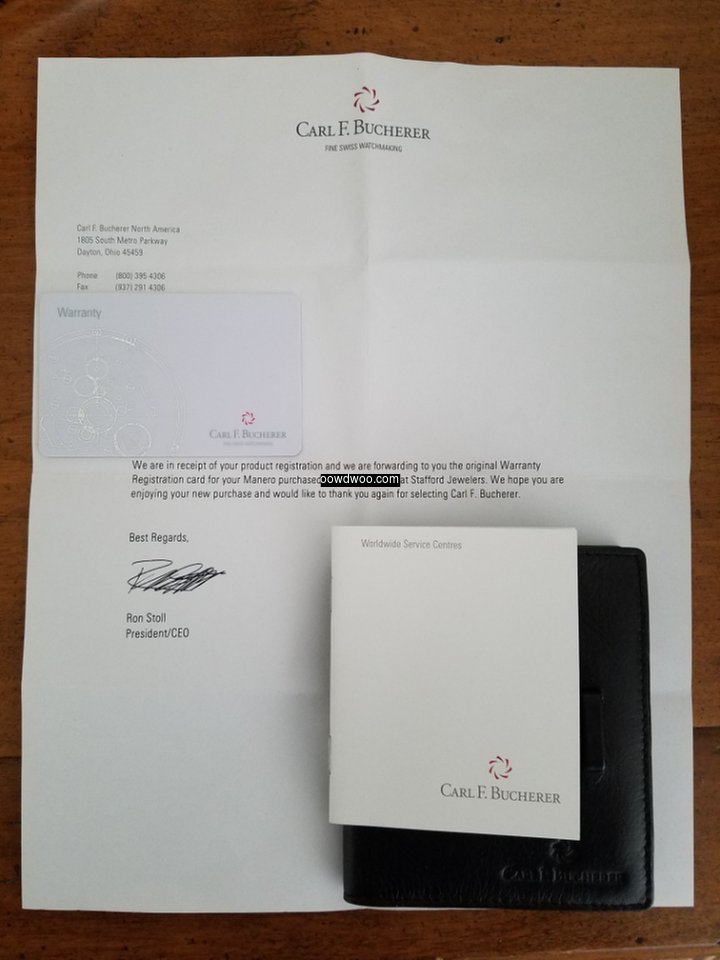 CARL F. BUCHERER
FINE SWISS WATCHMAKING
Carl F. Bucherer North America
1805 South Metro Parkway
Dayton, Ohio 45459
Phone (800) 395 4306
Fax (937) 291 4306
Warranty
CARL F. BUCHERER
FINE SWISS WATCHMAKING
We are in receipt of your product registration and we are forwarding to you the original Warranty
Registration card for your Manero purchased oowdwoo.com at Stafford Jewelers. We hope you are
enjoying your new purchase and would like to thank you again for selecting Carl F. Bucherer.
Best Regards,
Ron Stoll
President/CEO
Worldwide Service Centres
CARL F. BUCHERER
CARL F. BUCHERER